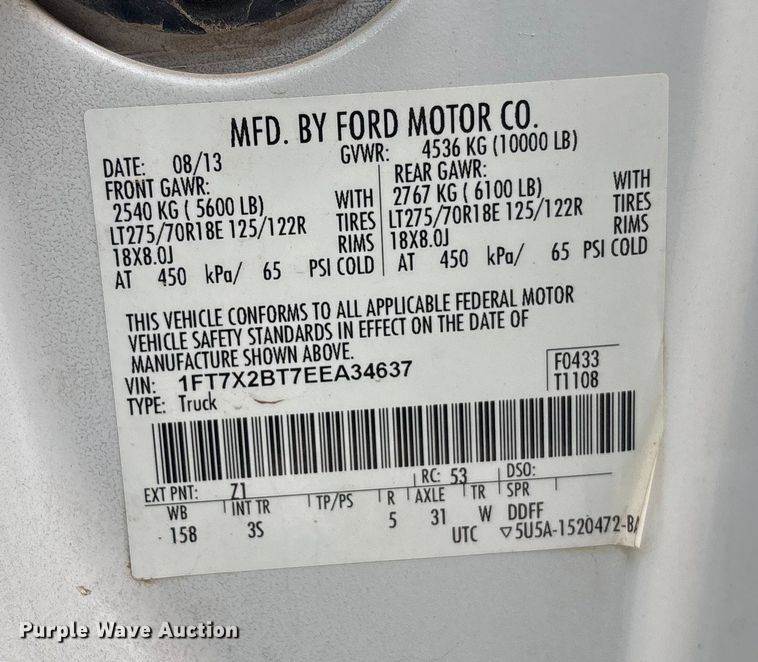 MFD. BY FORD MOTOR CO.
DATE: 08/13 GVWR: 4536 KG (10000 LB)
FRONT GAWR: REAR GAWR:
2540 KG ( 5600 LB) WITH 2767 KG ( 6100 LB) WITH
LT275/70R18E 125/122R TIRES LT275/70R18E 125/122R TIRES
18X8.0J RIMS 18X8.0J RIMS
AT 450 kPa/ 65 PSI COLD AT 450 kPa/ 65 PSI COLD
THIS VEHICLE CONFORMS TO ALL APPLICABLE FEDERAL MOTOR
VEHICLE SAFETY STANDARDS IN EFFECT ON THE DATE OF
MANUFACTURE SHOWN ABOVE.
VIN: 1FT7X2BT7EEA34637 F0433
TYPE: Truck T1108
EXT PNT: Z1 RC: 53 DSO:
WB INT TR TP/PS R AXLE TR SPR
158 3S 5 31 W DDFF
UTC ▽5U5A-1520472-BA
Purple Wave Auction